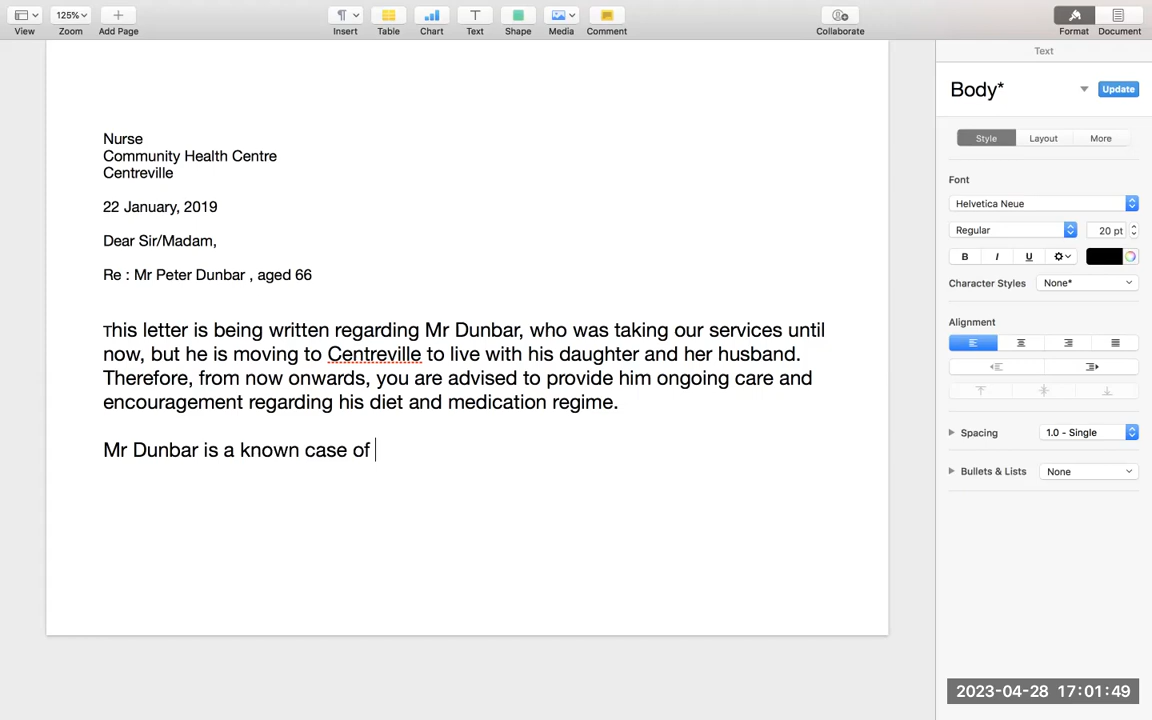 125%
View
Zoom
Add Page
Insert
Table
Chart
Text
Shape
Media
Comment
Collaborate
Format
Document
Nurse
Community Health Centre
Centreville
22 January, 2019
Dear Sir/Madam,
Re : Mr Peter Dunbar , aged 66
This letter is being written regarding Mr Dunbar, who was taking our services until
now, but he is moving to Centreville to live with his daughter and her husband.
Therefore, from now onwards, you are advised to provide him ongoing care and
encouragement regarding his diet and medication regime.
Mr Dunbar is a known case of
Text
Body*
Update
Style
Layout
More
Font
Helvetica Neue
Regular
20 pt
B
I
U
Character Styles
None*
Alignment
Spacing
1.0 - Single
Bullets & Lists
None
2023-04-28 17:01:49